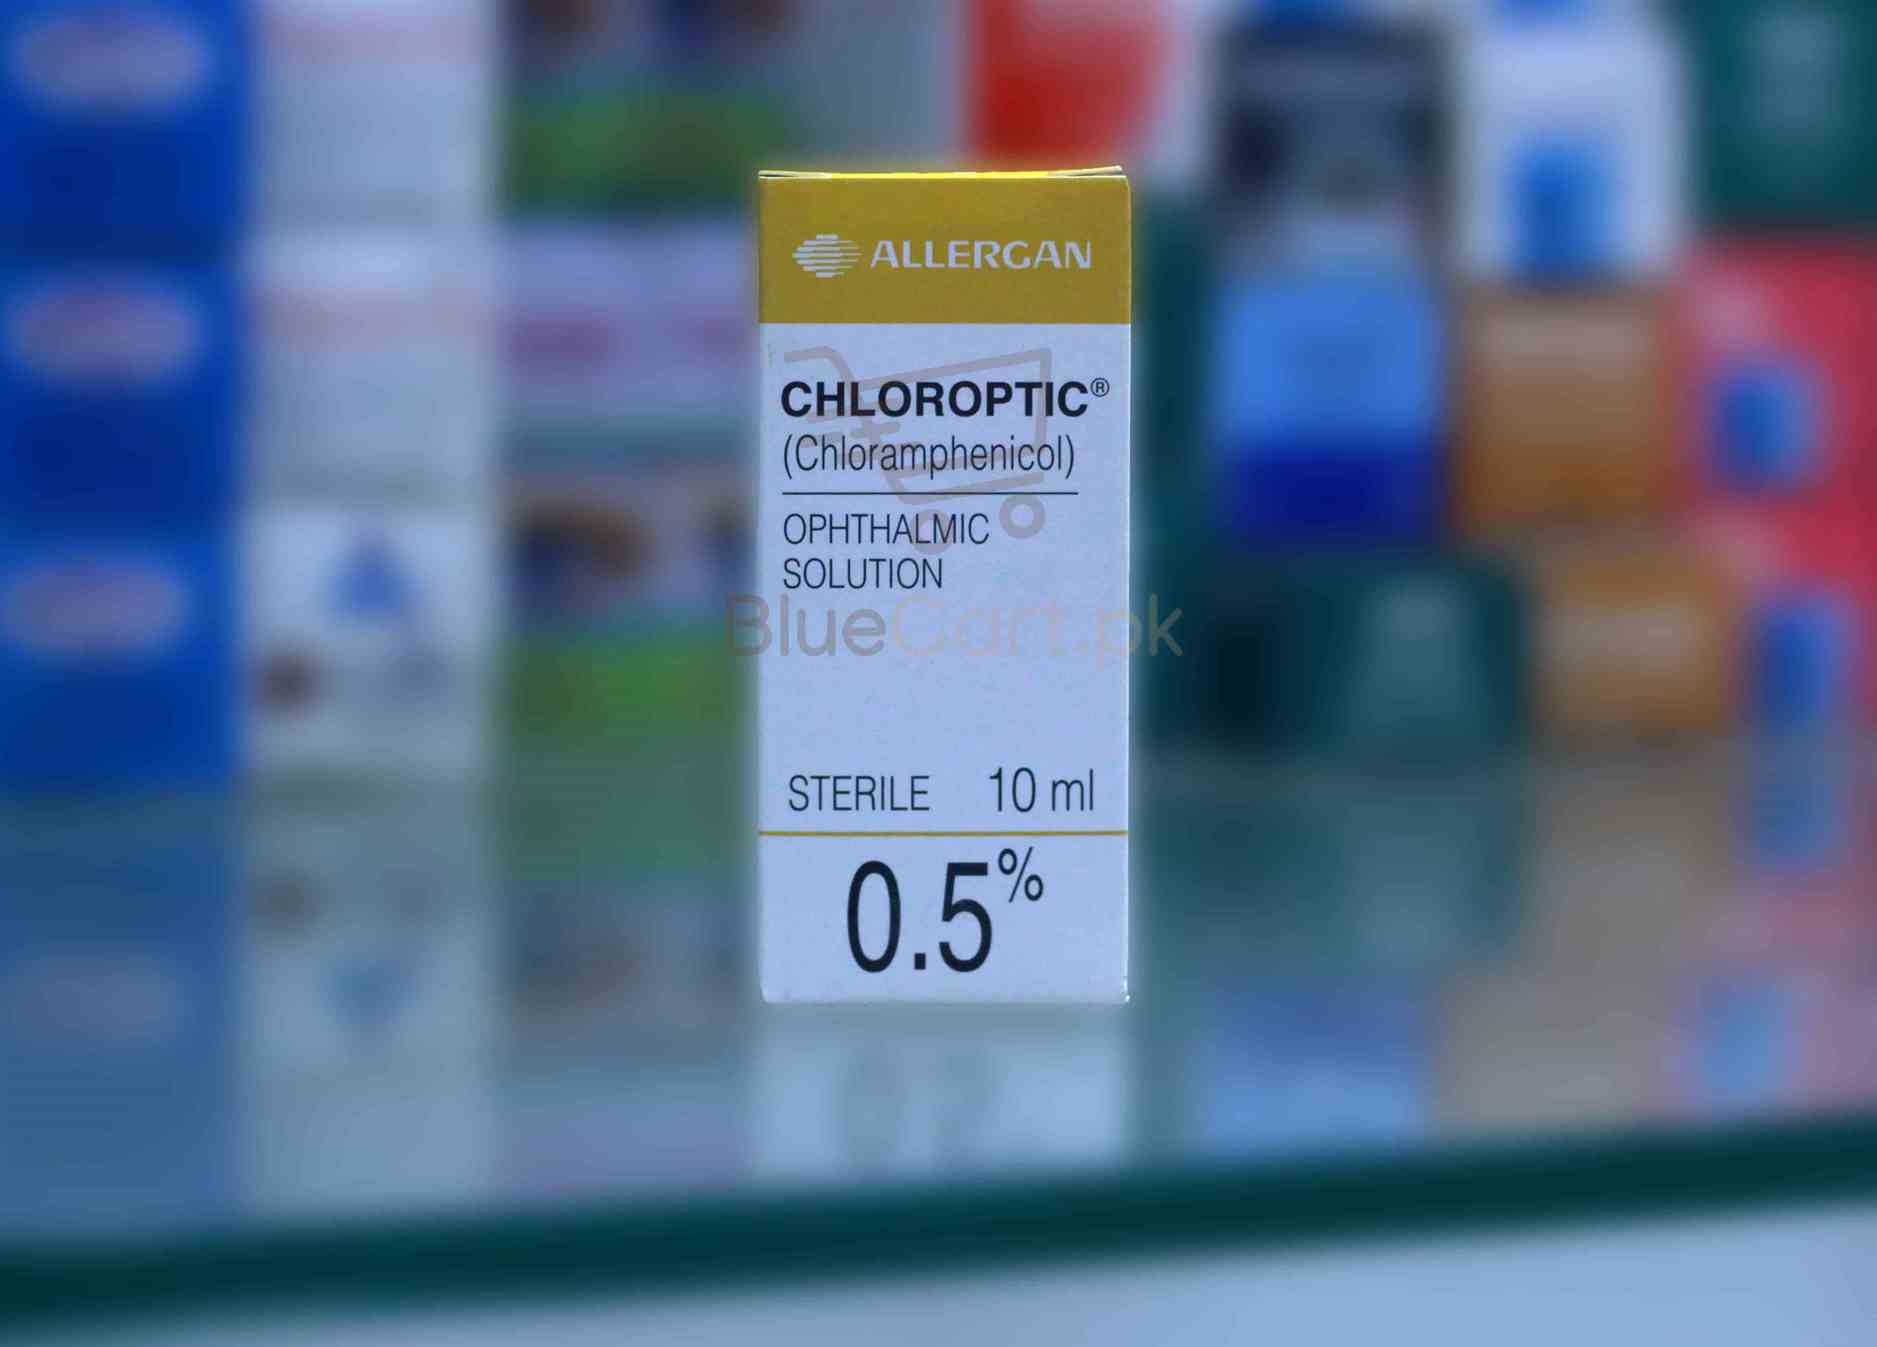 ALLERGAN
CHLOROPTIC®
(Chloramphenicol)
OPHTHALMIC
SOLUTION
BlueCart.pk
STERILE 10 ml
0.5%